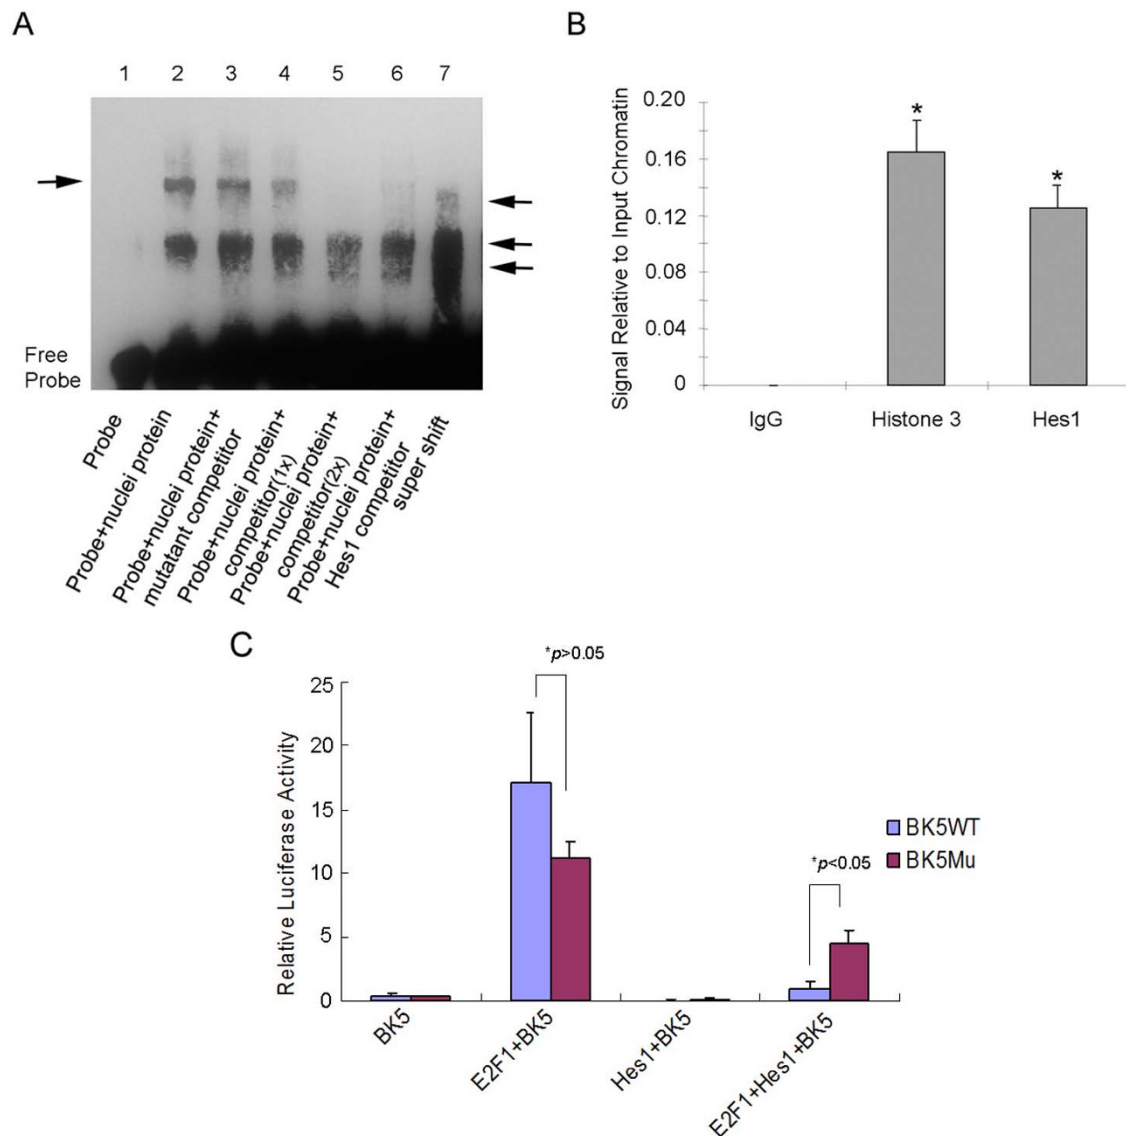 A
1 2 3 4 5 6 7
Free
Probe
Probe
Probe+nuclei protein
Probe+nuclei protein+
mutatant competitor
Probe+nuclei protein+
competitor(1x)
Probe+nuclei protein+
competitor(2x)
Probe+nuclei protein+
Hes1 competitor
super shift
B
Signal Relative to Input Chromatin
0.20
0.16
0.12
0.08
0.04
0
*
*
IgG Histone 3 Hes1
C
Relative Luciferase Activity
25
20
15
10
5
0
*p>0.05
*p<0.05
BK5WT
BK5Mu
BK5
E2F1+BK5
Hes1+BK5
E2F1+Hes1+BK5